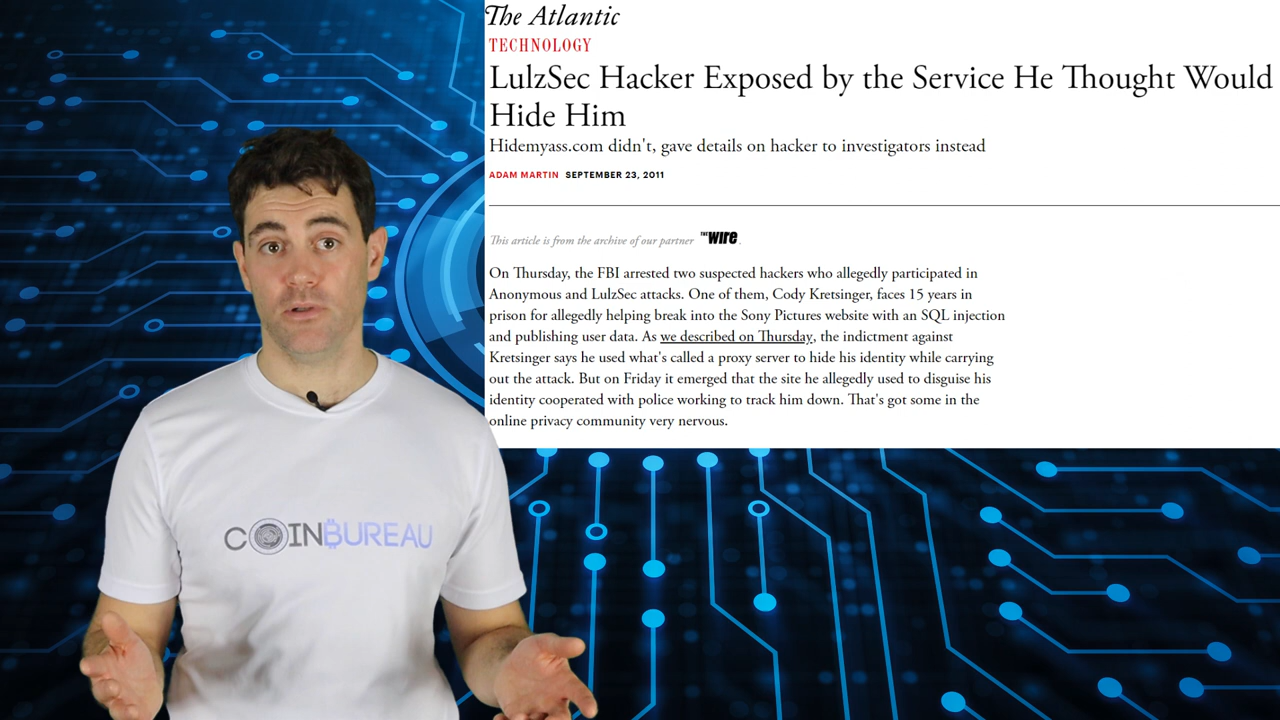 The Atlantic
TECHNOLOGY
LulzSec Hacker Exposed by the Service He Thought Would
Hide Him
Hidemyass.com didn't, gave details on hacker to investigators instead
ADAM MARTIN SEPTEMBER 23, 2011
This article is from the archive of our partner THE WIRE.
On Thursday, the FBI arrested two suspected hackers who allegedly participated in
Anonymous and LulzSec attacks. One of them, Cody Kretsinger, faces 15 years in
prison for allegedly helping break into the Sony Pictures website with an SQL injection
and publishing user data. As we described on Thursday, the indictment against
Kretsinger says he used what's called a proxy server to hide his identity while carrying
out the attack. But on Friday it emerged that the site he allegedly used to disguise his
identity cooperated with police working to track him down. That's got some in the
online privacy community very nervous.
COINBUREAU